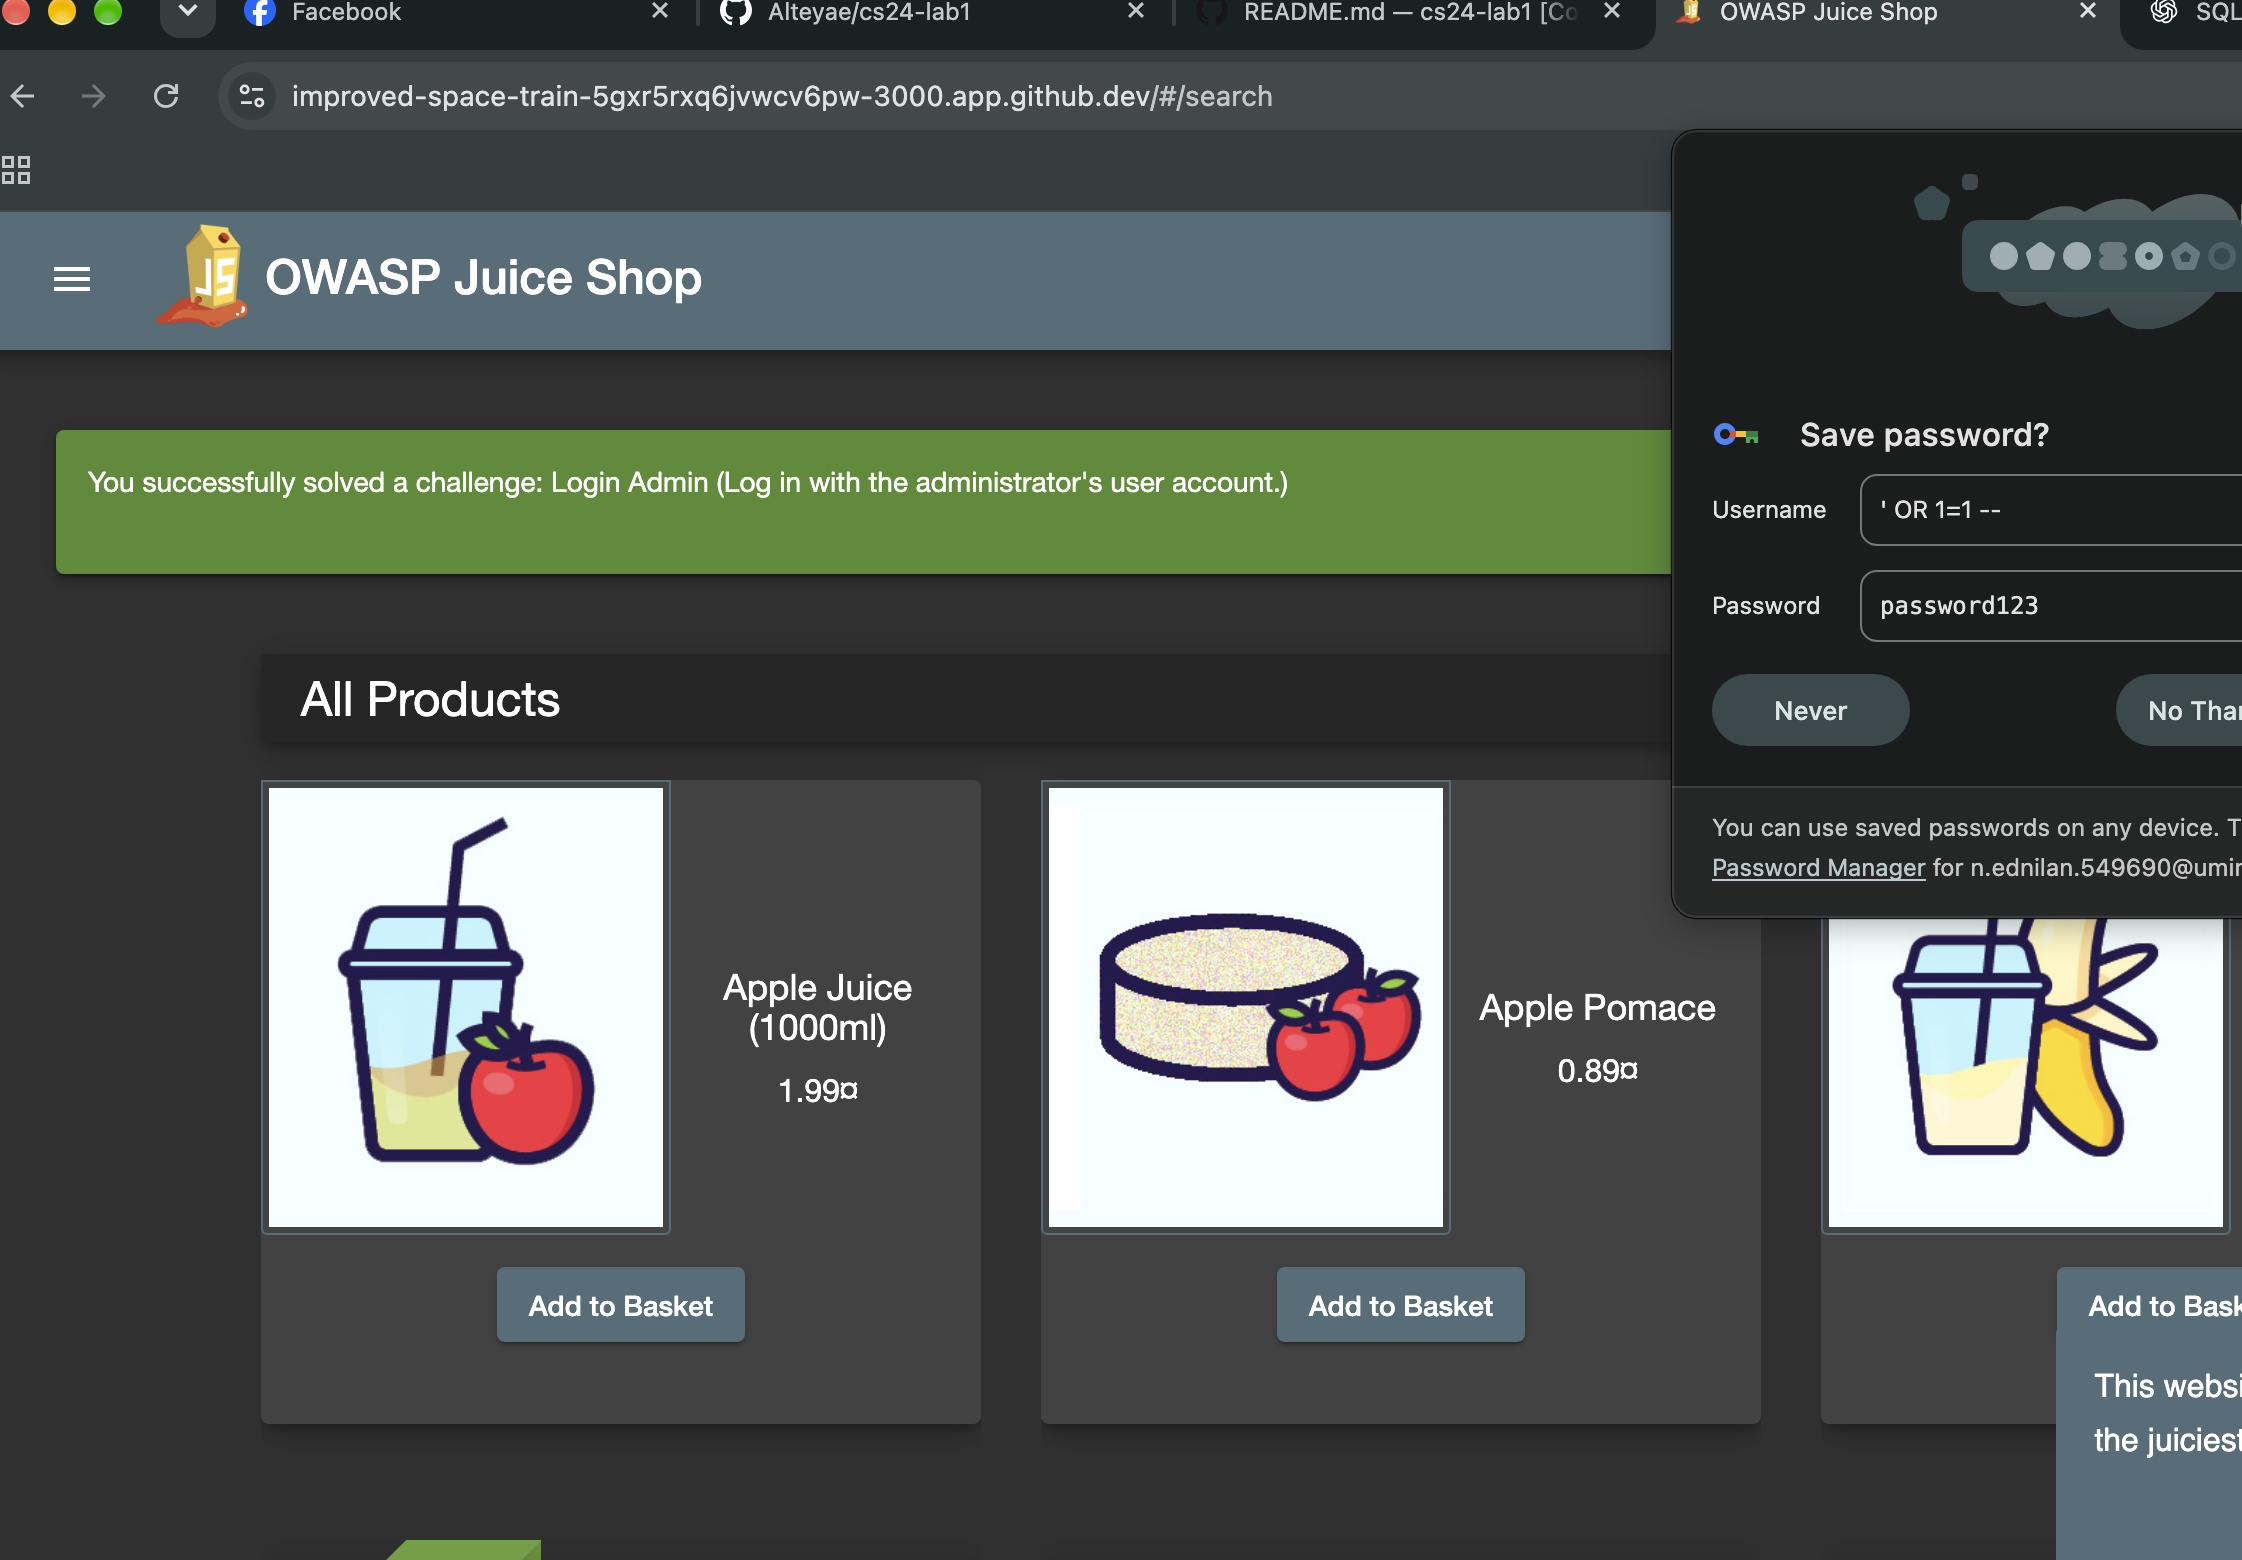 Facebook
Alteyae/cs24-lab1
README.md — cs24-lab1 [Co
OWASP Juice Shop
SQL
improved-space-train-5gxr5rxq6jvwcv6pw-3000.app.github.dev/#/search
JS
OWASP Juice Shop
You successfully solved a challenge: Login Admin (Log in with the administrator's user account.)
Save password?
Username
' OR 1=1 --
Password
password123
Never
No Than
You can use saved passwords on any device. T
Password Manager for n.ednilan.549690@umin
All Products
Apple Juice
(1000ml)
1.99¤
Apple Pomace
0.89¤
Add to Basket
Add to Basket
Add to Bask
This websi
the juiciest